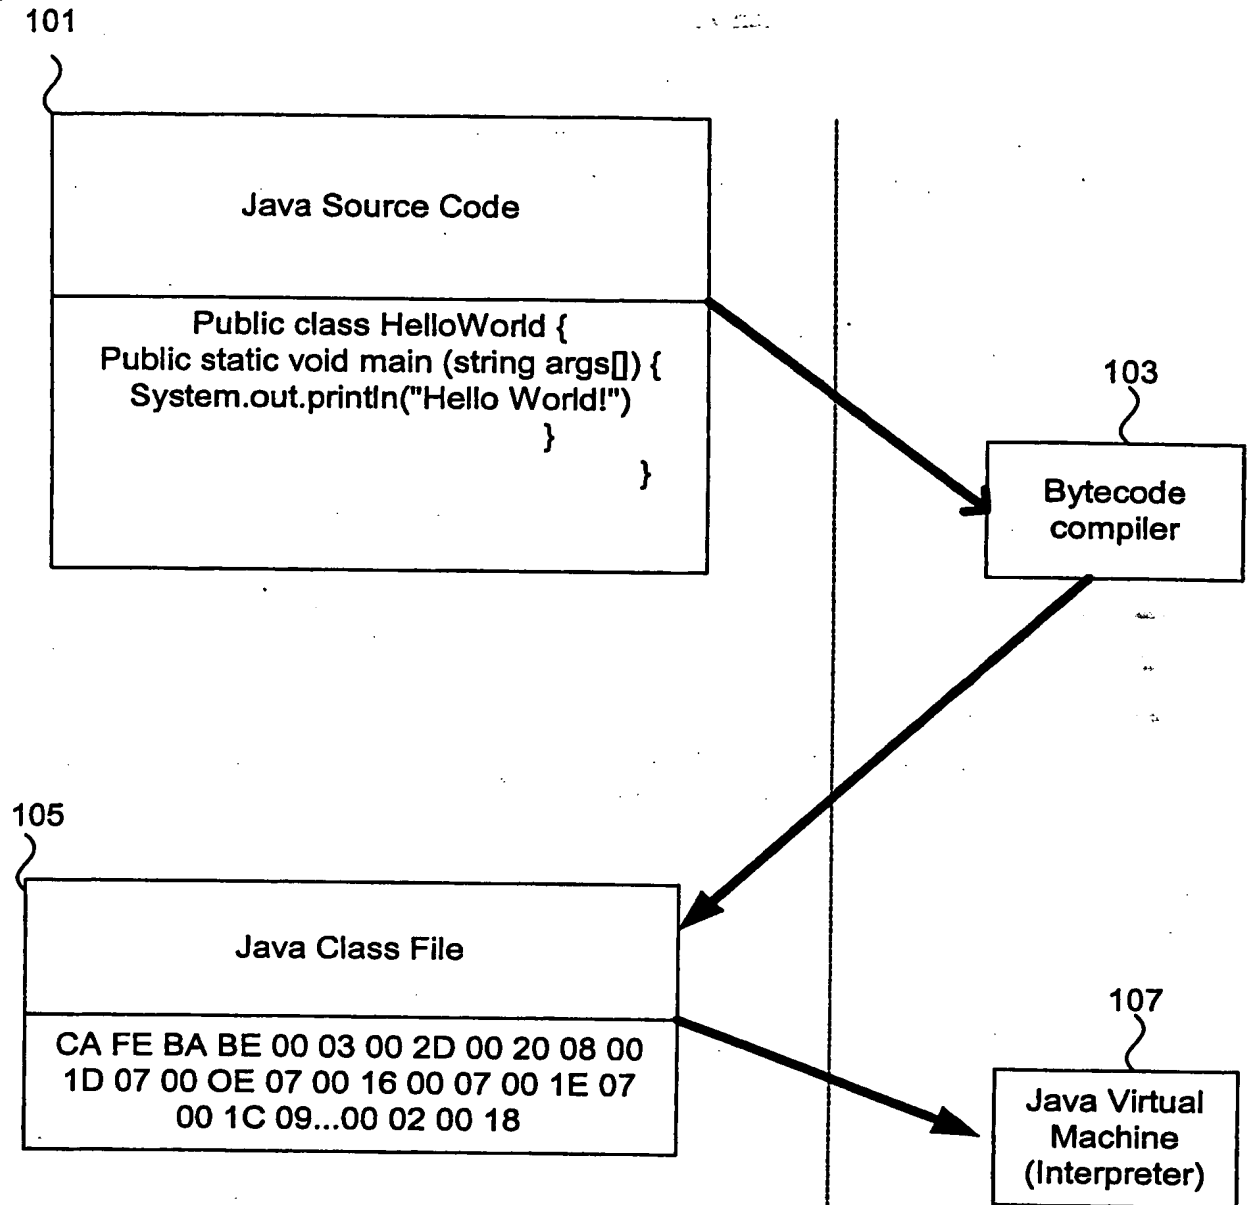 101
Java Source Code
Public class HelloWorld {
Public static void main (string args[]) {
System.out.println("Hello World!")
}
}
103
Bytecode
compiler
105
Java Class File
CA FE BA BE 00 03 00 2D 00 20 08 00
1D 07 00 OE 07 00 16 00 07 00 1E 07
00 1C 09...00 02 00 18
107
Java Virtual
Machine
(Interpreter)